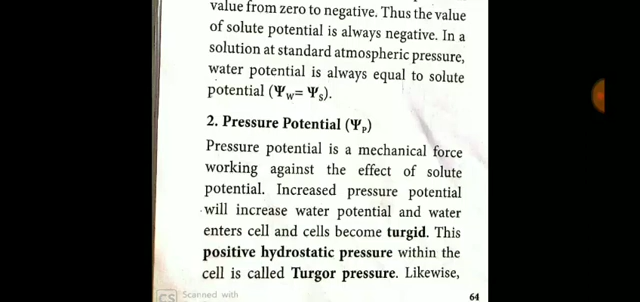 value from zero to negative. Thus the value
of solute potential is always negative. In a
solution at standard atmospheric pressure,
water potential is always equal to solute
potential (Ψw= Ψs).
2. Pressure Potential (Ψp)
Pressure potential is a mechanical force
working against the effect of solute
potential. Increased pressure potential
will increase water potential and water
enters cell and cells become turgid. This
positive hydrostatic pressure within the
cell is called Turgor pressure. Likewise,
64
CS Scanned with